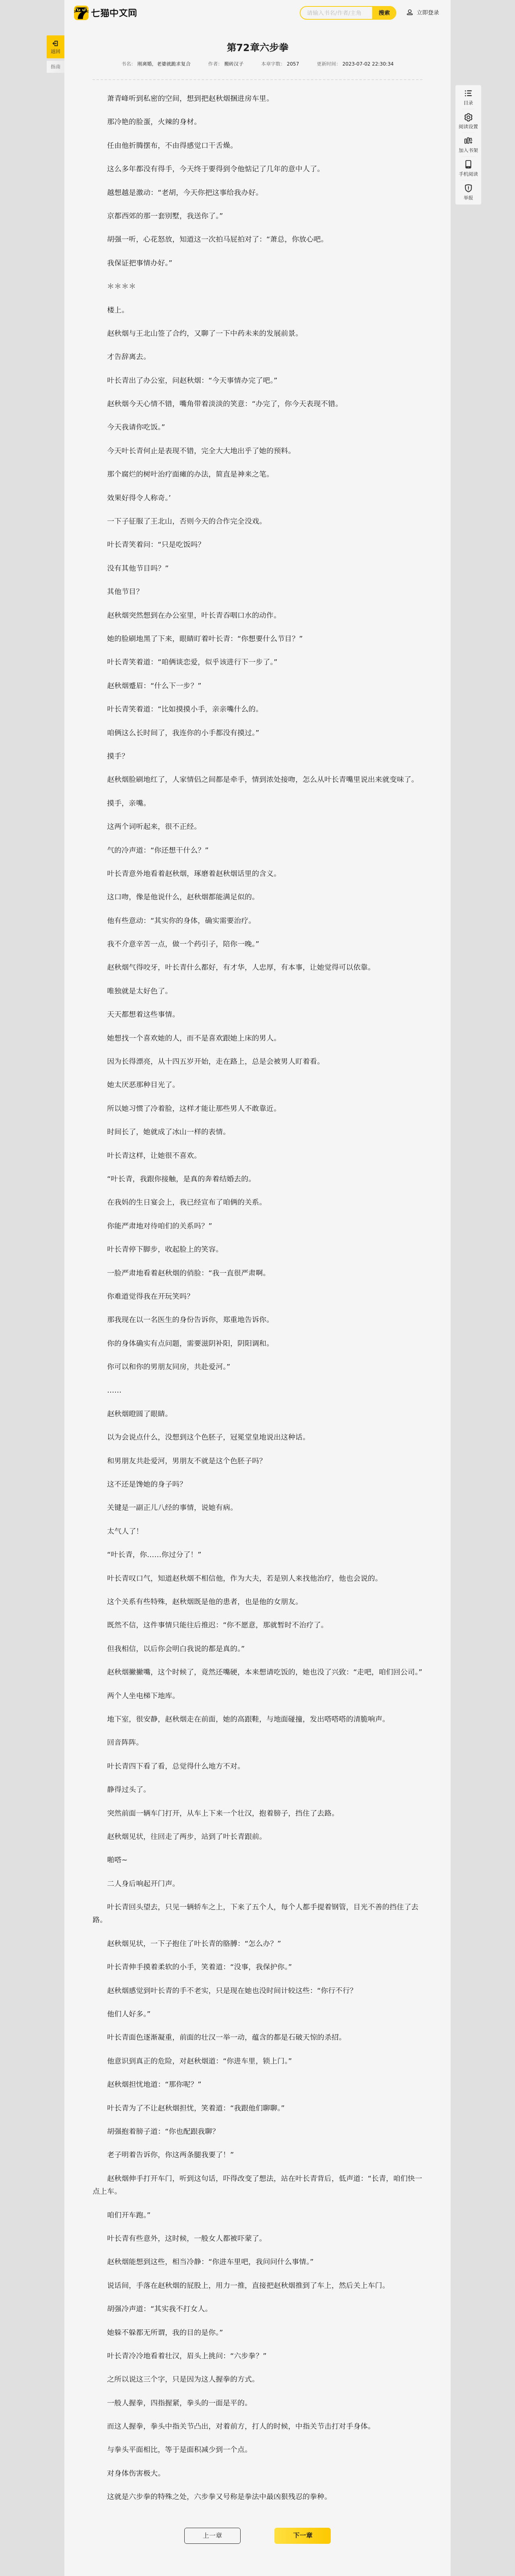 七猫中文网
请输入书名/作者/主角
搜索
立即登录
返回
指南
目录
阅读设置
加入书架
手机阅读
举报
第72章六步拳
本章字数： 2057
更新时间： 2023-07-02 22:30:34
萧青峰听到私密的空间，想到把赵秋烟捆进房车里。
那冷艳的脸蛋，火辣的身材。
任由他折腾摆布，不由得感觉口干舌燥。
这么多年都没有得手，今天终于要得到令他惦记了几年的意中人了。
越想越是激动：“老胡，今天你把这事给我办好。
京都西郊的那一套别墅，我送你了。”
胡强一听，心花怒放，知道这一次拍马屁拍对了：“萧总，你放心吧。
我保证把事情办好。”
＊＊＊＊
楼上。
赵秋烟与王北山签了合约，又聊了一下中药未来的发展前景。
才告辞离去。
叶长青出了办公室，问赵秋烟：“今天事情办完了吧。”
赵秋烟今天心情不错，嘴角带着淡淡的笑意：“办完了，你今天表现不错。
今天我请你吃饭。”
今天叶长青何止是表现不错，完全大大地出乎了她的预料。
那个腐烂的树叶治疗面瘫的办法，简直是神来之笔。
效果好得令人称奇。’
一下子征服了王北山，否则今天的合作完全没戏。
叶长青笑着问：“只是吃饭吗？
没有其他节目吗？”
其他节目？
赵秋烟突然想到在办公室里，叶长青吞咽口水的动作。
她的脸刷地黑了下来，眼睛盯着叶长青：“你想要什么节目？”
叶长青笑着道：“咱俩谈恋爱，似乎该进行下一步了。”
赵秋烟蹙眉：“什么下一步？”
叶长青笑着道：“比如摸摸小手，亲亲嘴什么的。
咱俩这么长时间了，我连你的小手都没有摸过。”
摸手？
赵秋烟脸刷地红了，人家情侣之间都是牵手，情到浓处接吻，怎么从叶长青嘴里说出来就变味了。
摸手，亲嘴。
这两个词听起来，很不正经。
气的冷声道：“你还想干什么？”
叶长青意外地看着赵秋烟，琢磨着赵秋烟话里的含义。
这口吻，像是他说什么，赵秋烟都能满足似的。
他有些意动：“其实你的身体，确实需要治疗。
我不介意辛苦一点，做一个药引子，陪你一晚。”
赵秋烟气得咬牙，叶长青什么都好，有才华，人忠厚，有本事，让她觉得可以依靠。
唯独就是太好色了。
天天都想着这些事情。
她想找一个喜欢她的人，而不是喜欢跟她上床的男人。
因为长得漂亮，从十四五岁开始，走在路上，总是会被男人盯着看。
她太厌恶那种目光了。
所以她习惯了冷着脸，这样才能让那些男人不敢靠近。
时间长了，她就成了冰山一样的表情。
叶长青这样，让她很不喜欢。
“叶长青，我跟你接触，是真的奔着结婚去的。
在我妈的生日宴会上，我已经宣布了咱俩的关系。
你能严肃地对待咱们的关系吗？”
叶长青停下脚步，收起脸上的笑容。
一脸严肃地看着赵秋烟的俏脸：“我一直很严肃啊。
你难道觉得我在开玩笑吗？
那我现在以一名医生的身份告诉你，郑重地告诉你。
你的身体确实有点问题，需要滋阴补阳，阴阳调和。
你可以和你的男朋友同房，共赴爱河。”
……
赵秋烟瞪圆了眼睛。
以为会说点什么，没想到这个色胚子，冠冕堂皇地说出这种话。
和男朋友共赴爱河，男朋友不就是这个色胚子吗？
这不还是馋她的身子吗？
关键是一副正儿八经的事情，说她有病。
太气人了！
“叶长青，你……你过分了！”
叶长青叹口气，知道赵秋烟不相信他，作为大夫，若是别人来找他治疗，他也会说的。
这个关系有些特殊，赵秋烟既是他的患者，也是他的女朋友。
既然不信，这件事情只能往后推迟：“你不愿意，那就暂时不治疗了。
但我相信，以后你会明白我说的都是真的。”
赵秋烟撇撇嘴，这个时候了，竟然还嘴硬，本来想请吃饭的，她也没了兴致：“走吧，咱们回公司。”
两个人坐电梯下地库。
地下室，很安静，赵秋烟走在前面，她的高跟鞋，与地面碰撞，发出嗒嗒嗒的清脆响声。
回音阵阵。
叶长青四下看了看，总觉得什么地方不对。
静得过头了。
突然前面一辆车门打开，从车上下来一个壮汉，抱着膀子，挡住了去路。
赵秋烟见状，往回走了两步，站到了叶长青跟前。
啪嗒~
二人身后响起开门声。
叶长青回头望去，只见一辆轿车之上，下来了五个人，每个人都手提着钢管，目光不善的挡住了去
路。
赵秋烟见状，一下子抱住了叶长青的胳膊：“怎么办？”
叶长青伸手摸着柔软的小手，笑着道：“没事，我保护你。”
赵秋烟感觉到叶长青的手不老实，只是现在她也没时间计较这些：“你行不行？
他们人好多。”
叶长青面色逐渐凝重，前面的壮汉一举一动，蕴含的都是石破天惊的杀招。
他意识到真正的危险，对赵秋烟道：“你进车里，锁上门。”
赵秋烟担忧地道：“那你呢？”
叶长青为了不让赵秋烟担忧，笑着道：“我跟他们聊聊。”
胡强抱着膀子道：“你也配跟我聊？
老子明着告诉你，你这两条腿我要了！”
赵秋烟伸手打开车门，听到这句话，吓得改变了想法，站在叶长青背后，低声道：“长青，咱们快一
点上车。
咱们开车跑。”
叶长青有些意外，这时候，一般女人都被吓蒙了。
赵秋烟能想到这些，相当冷静：“你进车里吧，我问问什么事情。”
说话间，手落在赵秋烟的屁股上，用力一推，直接把赵秋烟推到了车上，然后关上车门。
胡强冷声道：“其实我不打女人。
她躲不躲都无所谓，我的目的是你。”
叶长青冷冷地看着壮汉，眉头上挑问：“六步拳？”
之所以说这三个字，只是因为这人握拳的方式。
一般人握拳，四指握紧，拳头的一面是平的。
而这人握拳，拳头中指关节凸出，对着前方，打人的时候，中指关节击打对手身体。
与拳头平面相比，等于是面积减少到一个点。
对身体伤害极大。
这就是六步拳的特殊之处，六步拳又号称是拳法中最凶狠残忍的拳种。
上一章
下一章